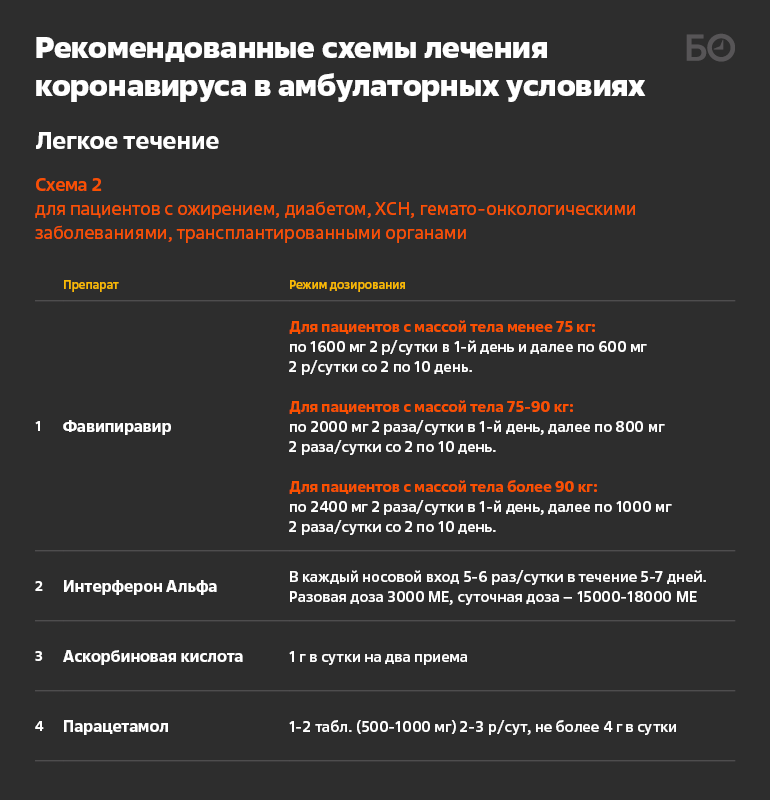 Рекомендованные схемы лечения
коронавируса в амбулаторных условиях
БО
Легкое течение
Схема 2
для пациентов с ожирением, диабетом, ХСН, гемато-онкологическими
заболеваниями, трансплантированными органами
Препарат
Режим дозирования
1 Фавипиравир
Для пациентов с массой тела менее 75 кг:
по 1600 мг 2 р/сутки в 1-й день и далее по 600 мг
2 р/сутки со 2 по 10 день.
Для пациентов с массой тела 75-90 кг:
по 2000 мг 2 раза/сутки в 1-й день, далее по 800 мг
2 раза/сутки со 2 по 10 день.
Для пациентов с массой тела более 90 кг:
по 2400 мг 2 раза/сутки в 1-й день, далее по 1000 мг
2 раза/сутки со 2 по 10 день.
2 Интерферон Альфа
В каждый носовой вход 5-6 раз/сутки в течение 5-7 дней.
Разовая доза 3000 МЕ, суточная доза – 15000-18000 МЕ
3 Аскорбиновая кислота
1 г в сутки на два приема
4 Парацетамол
1-2 табл. (500-1000 мг) 2-3 р/сут, не более 4 г в сутки